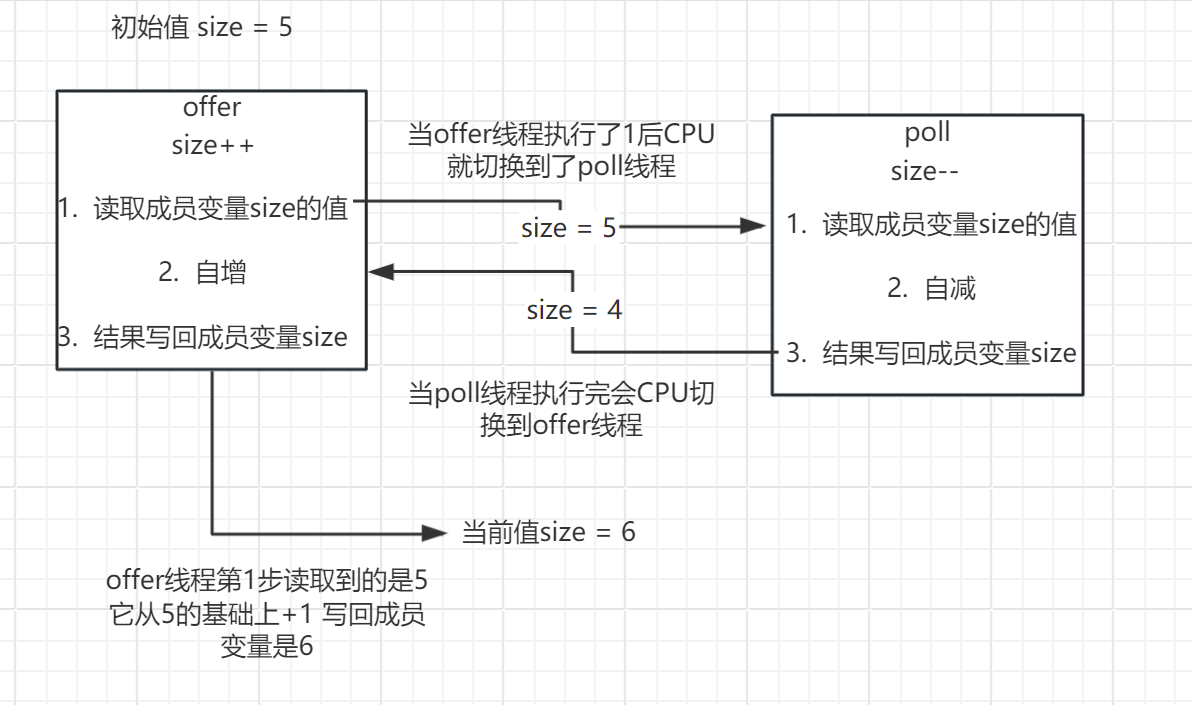 初始值 size = 5
offer
size++
1. 读取成员变量size的值
2. 自增
3. 结果写回成员变量size
当offer线程执行了1后CPU
就切换到了poll线程
size = 5
size = 4
当poll线程执行完会CPU切
换到offer线程
poll
size--
1. 读取成员变量size的值
2. 自减
3. 结果写回成员变量size
当前值size = 6
offer线程第1步读取到的是5
它从5的基础上+1 写回成员
变量是6